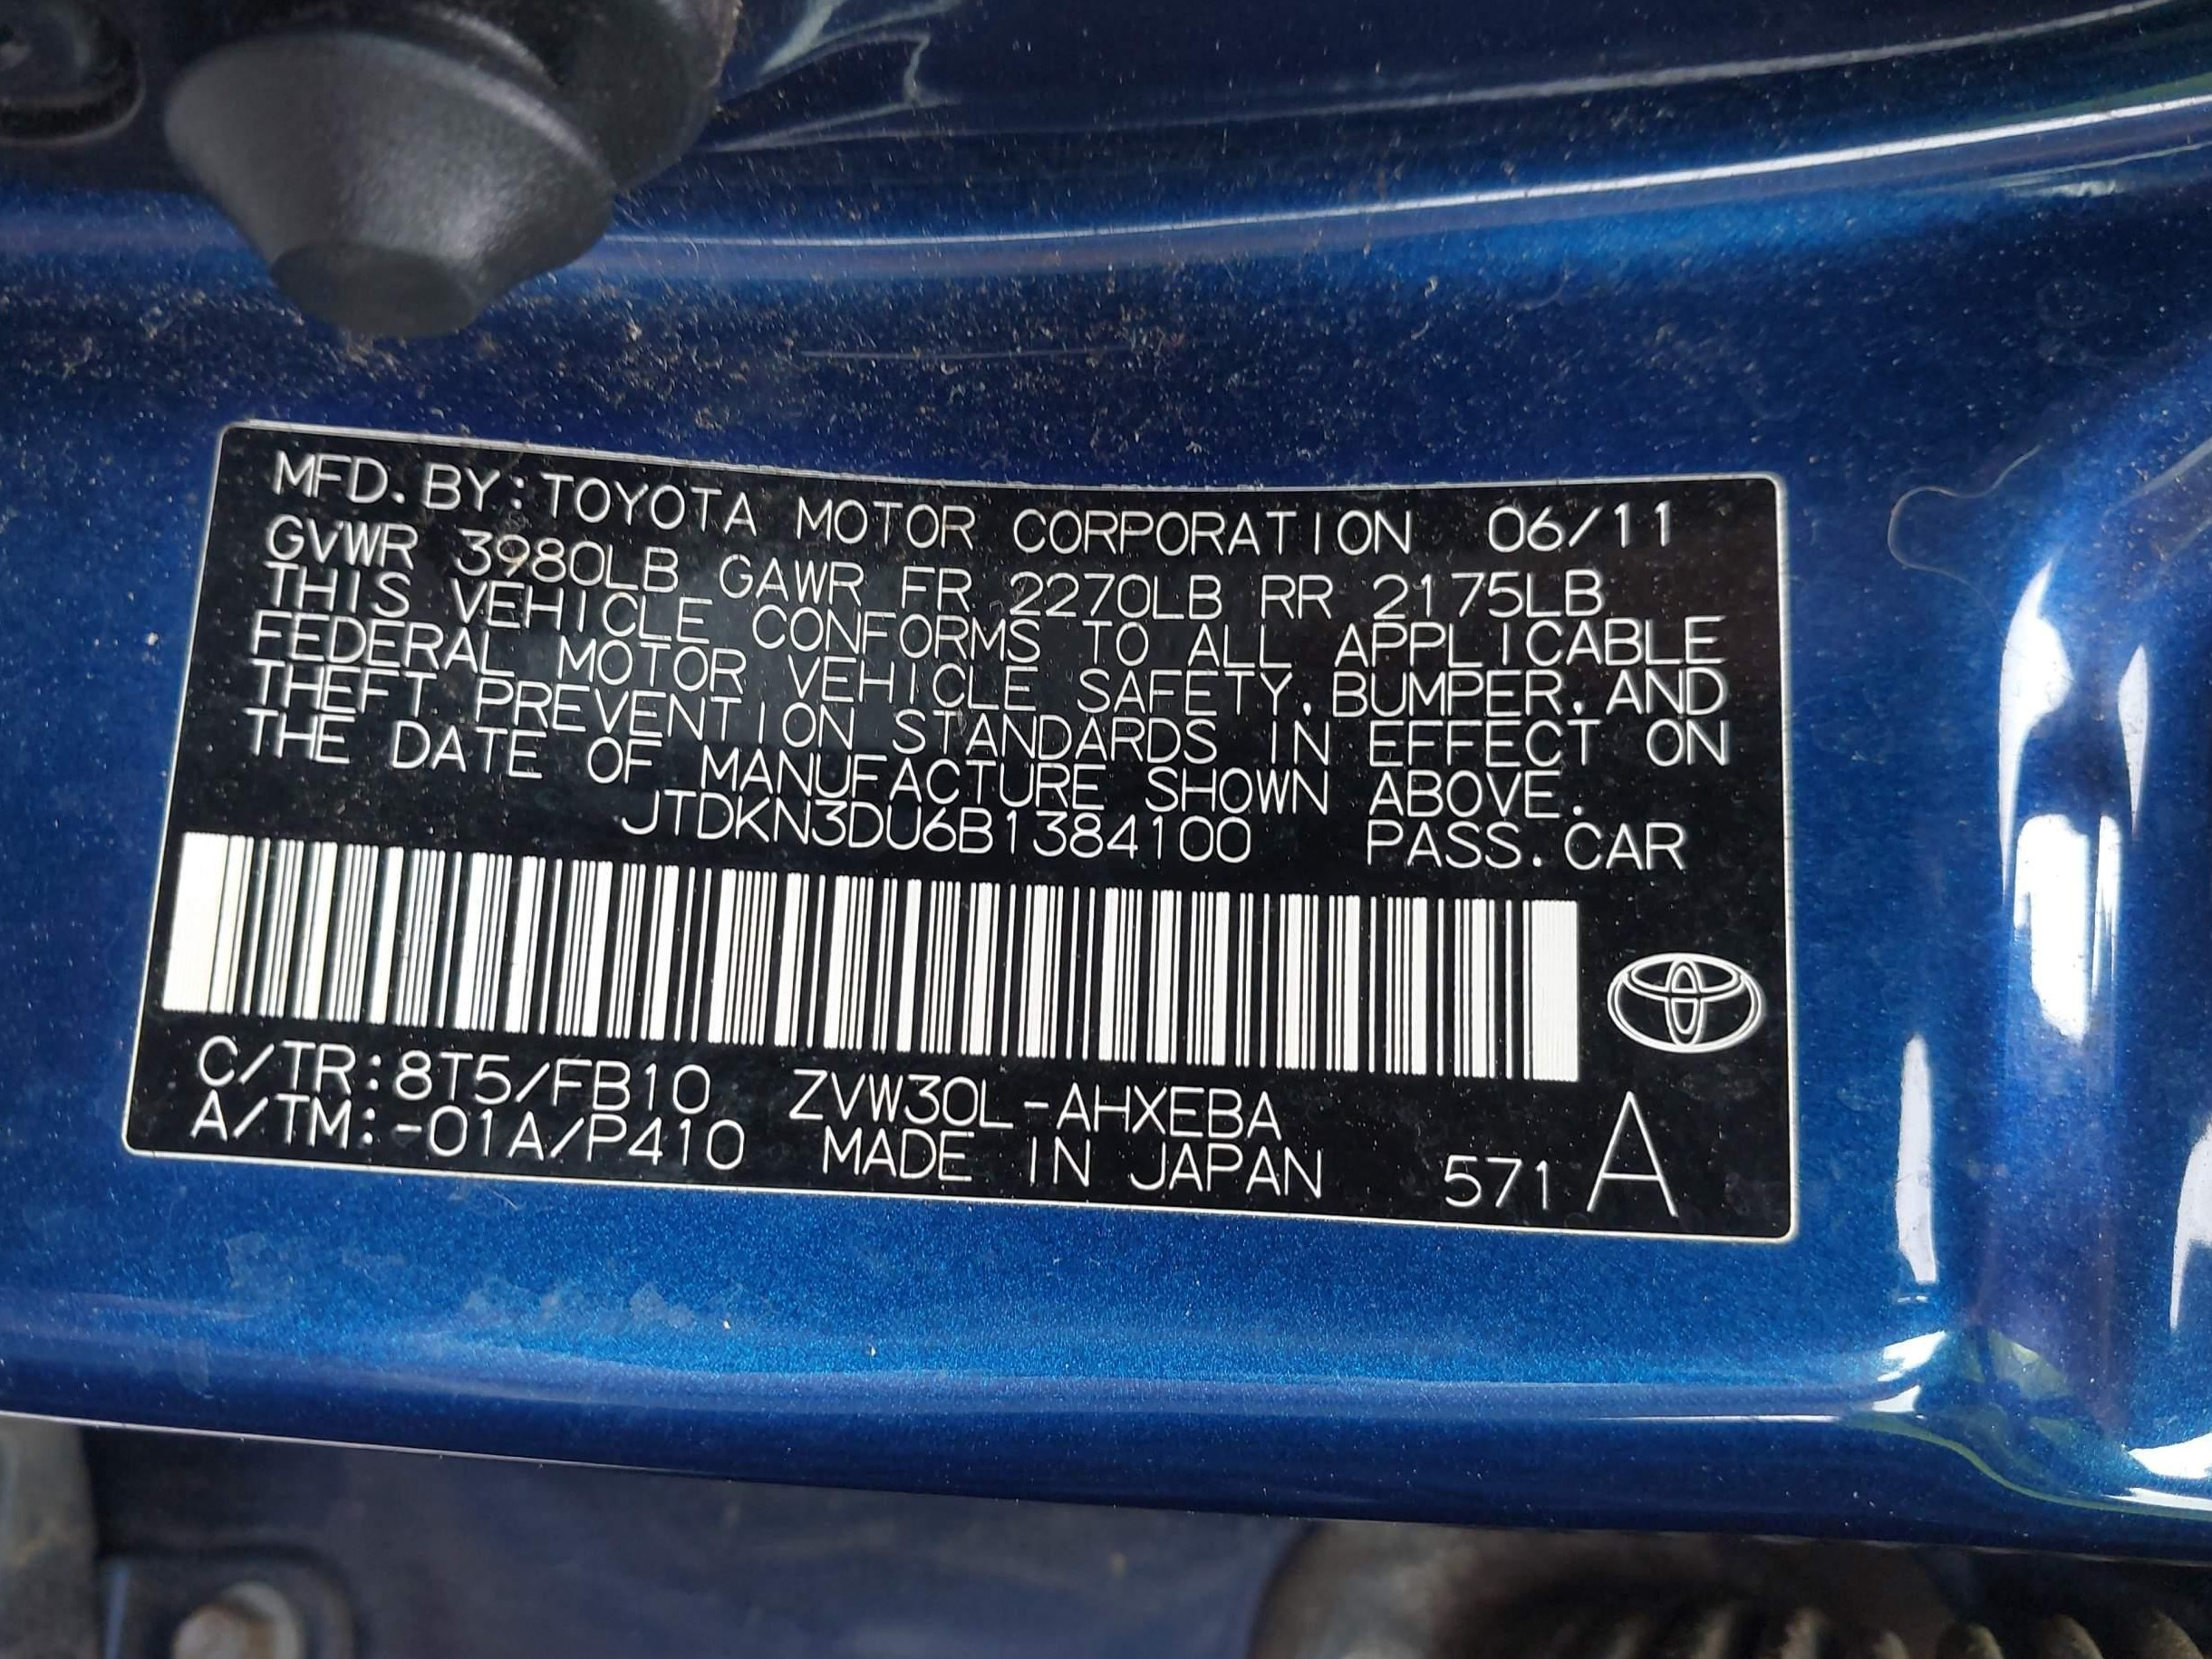 MFD. BY: TOYOTA MOTOR CORPORATION 06/11
GVWR 3980LB GAWR FR 2270LB RR 2175LB
THIS VEHICLE CONFORMS TO ALL APPLICABLE
FEDERAL MOTOR VEHICLE SAFETY, BUMPER, AND
THEFT PREVENTION STANDARDS IN EFFECT ON
THE DATE OF MANUFACTURE SHOWN ABOVE.
JTDKN3DU6B1384100 PASS. CAR
C/TR: 8T5/FB10 ZVW30L-AHXEBA
A/TM: -01A/P410 MADE IN JAPAN 571 A